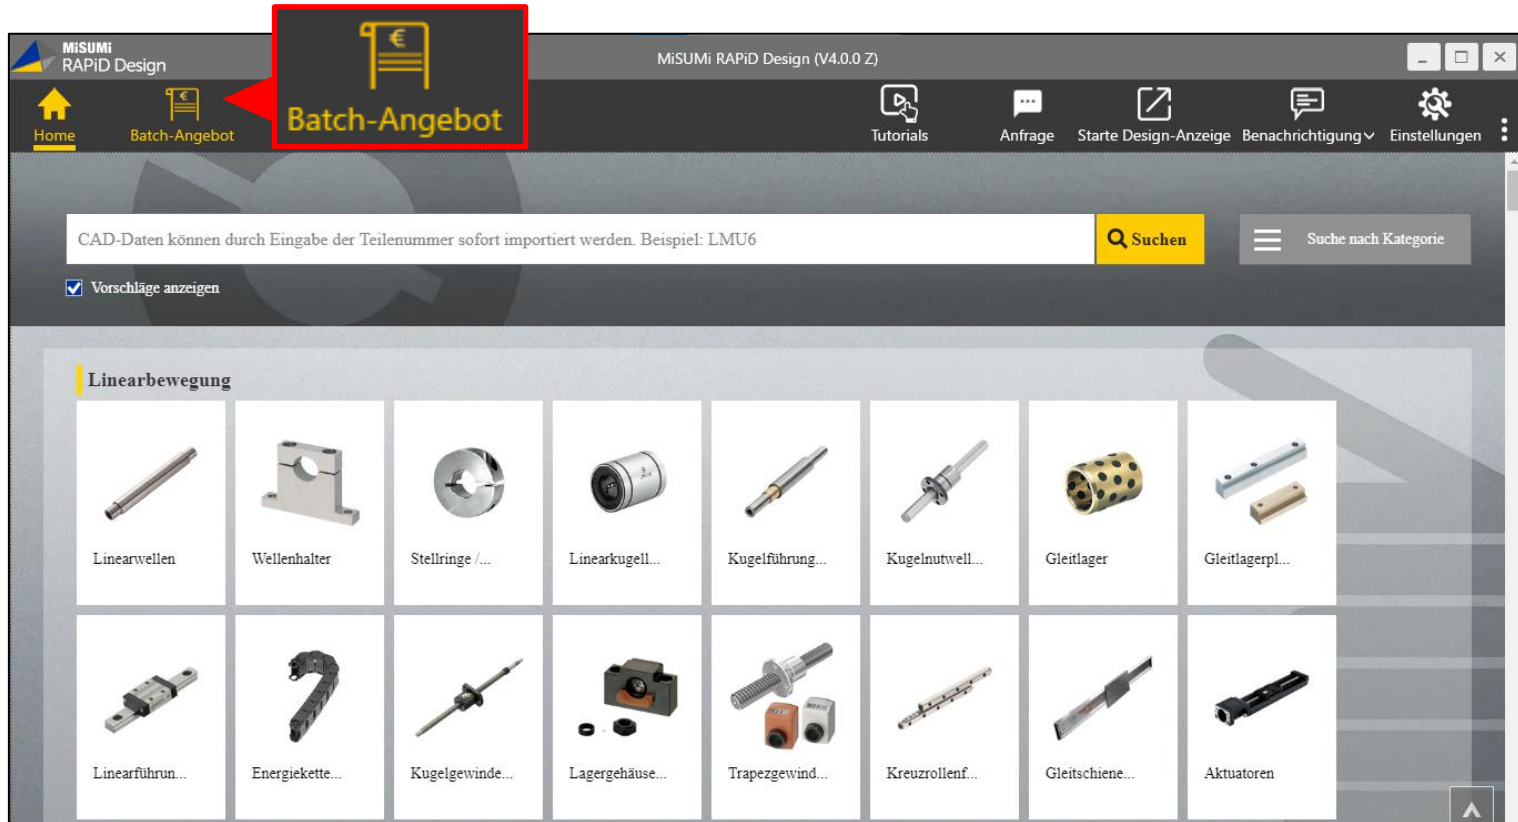 MiSUMi
RAPiD Design
MiSUMi RAPiD Design (V4.0.0 Z)
€
Batch-Angebot
Home
€
Batch-Angebot
Tutorials
Anfrage
Starte Design-Anzeige
Benachrichtigung
Einstellungen
CAD-Daten können durch Eingabe der Teilenummer sofort importiert werden. Beispiel: LMU6
Suchen
Suche nach Kategorie
Vorschläge anzeigen
Linearbewegung
Linearwellen
Wellenhalter
Stellringe /...
Linearkugell...
Kugelführung...
Kugelnutwell...
Gleitlager
Gleitlagerpl...
Linearführun...
Energiekette...
Kugelgewinde...
Lagergehäuse...
Trapezgewind...
Kreuzrollenf...
Gleitschiene...
Aktuatoren